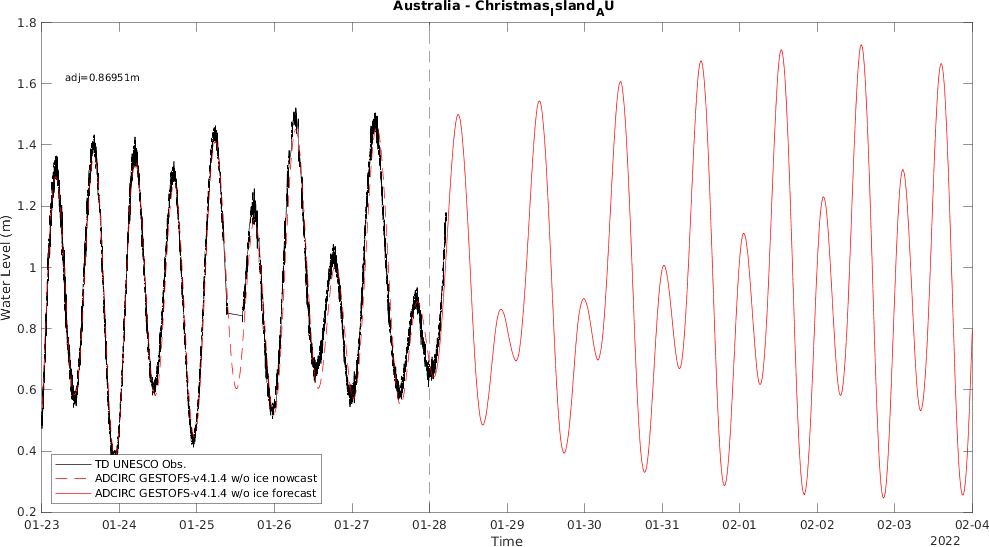 Australia - Christmas_Island_AU
1.8
1.6
1.4
1.2
1
0.8
0.6
0.4
0.2
Water Level (m)
adj=0.86951m
TD UNESCO Obs.
ADCIRC GESTOFS-v4.1.4 w/o ice nowcast
ADCIRC GESTOFS-v4.1.4 w/o ice forecast
01-23 01-24 01-25 01-26 01-27 01-28 01-29 01-30 01-31 02-01 02-02 02-03 02-04
Time
2022